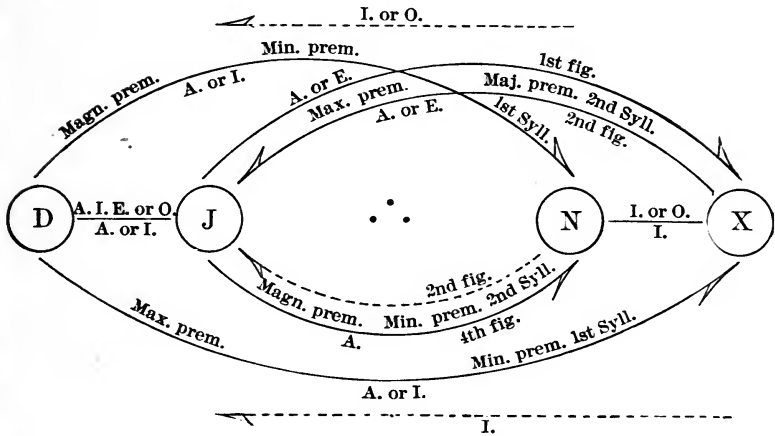 I. or O.
Magn. prem.
Min. prem.
A. or I.
1st Syll.
A. or E.
1st fig.
Max. prem.
Maj. prem. 2nd Syll.
A. or E.
2nd fig.
D
A. I. E. or O.
A. or I.
J
N
I. or O.
I.
X
2nd fig.
Magn. prem.
Min. prem. 2nd Syll.
A.
4th fig.
Max. prem.
Min. prem. 1st Syll.
A. or I.
I.